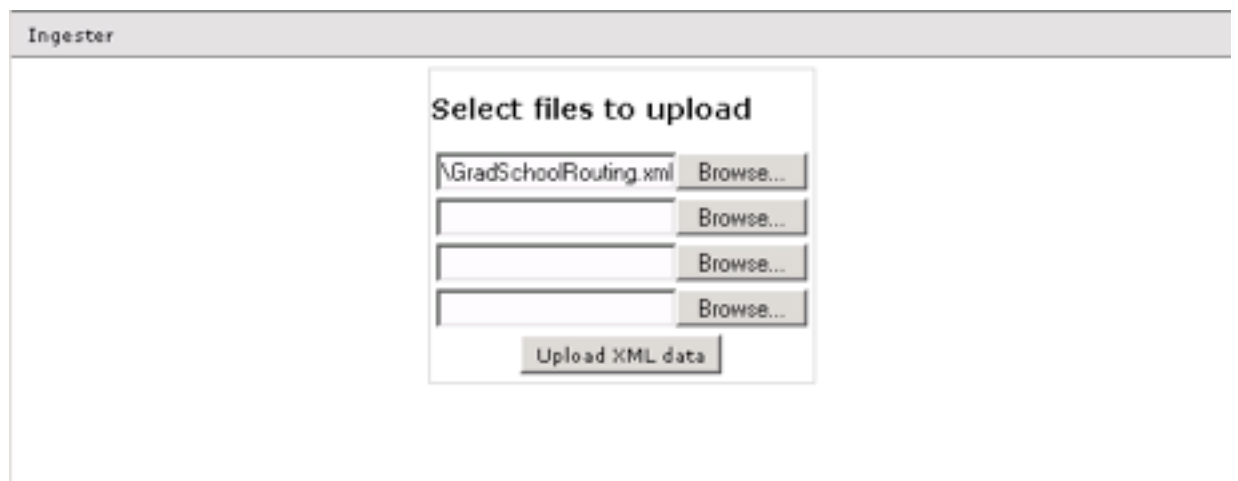 Ingester
Select files to upload
\GradSchoolRouting.xml Browse...
Browse...
Browse...
Browse...
Upload XML data